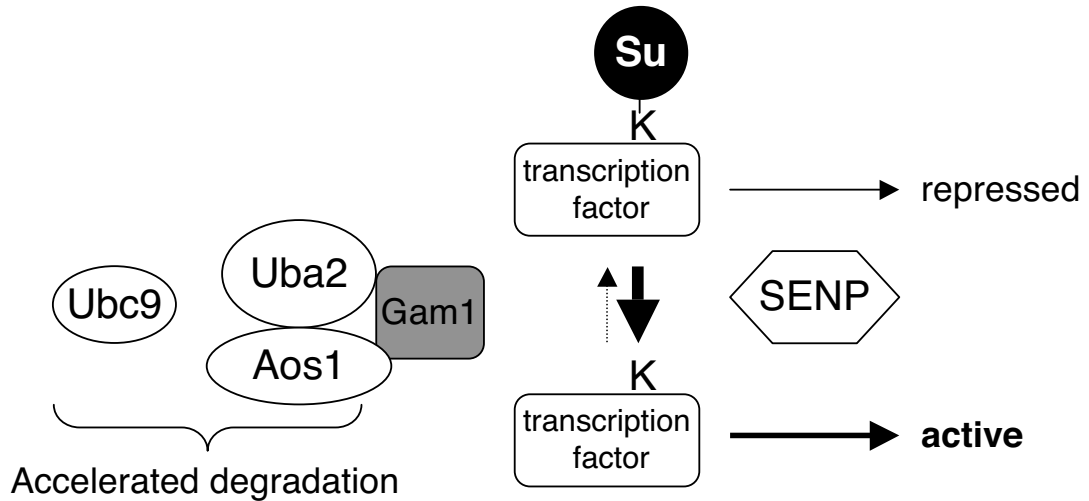 Su
K
transcription
factor
repressed
Uba2
Ubc9
Gam1
SENP
Aos1
K
transcription
factor
active
Accelerated degradation